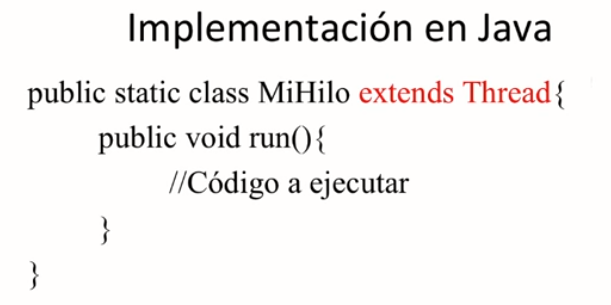 Implementación en Java
public static class MiHilo extends Thread{
public void run(){
//Código a ejecutar
}
}